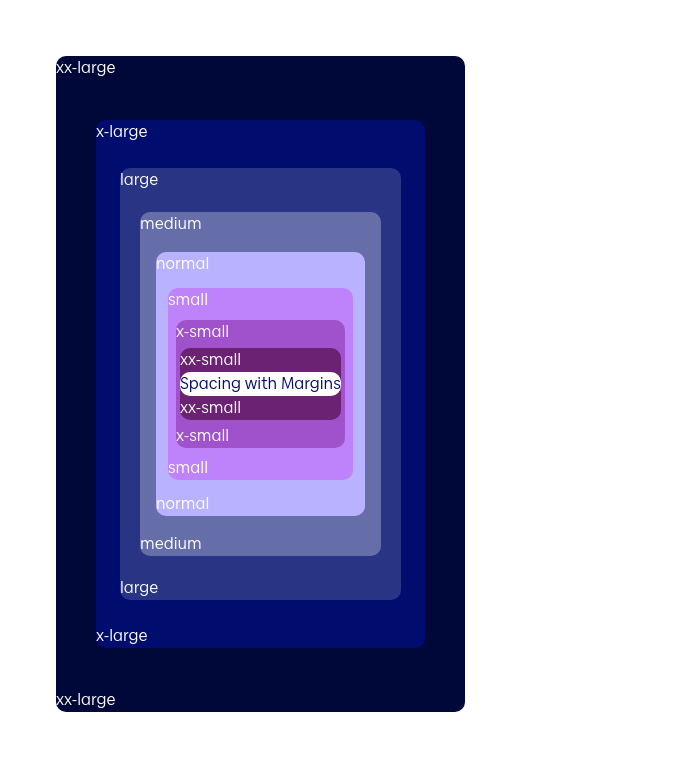 xx-large
x-large
large
medium
normal
small
x-small
xx-small
Spacing with Margins
xx-small
x-small
small
normal
medium
large
x-large
xx-large